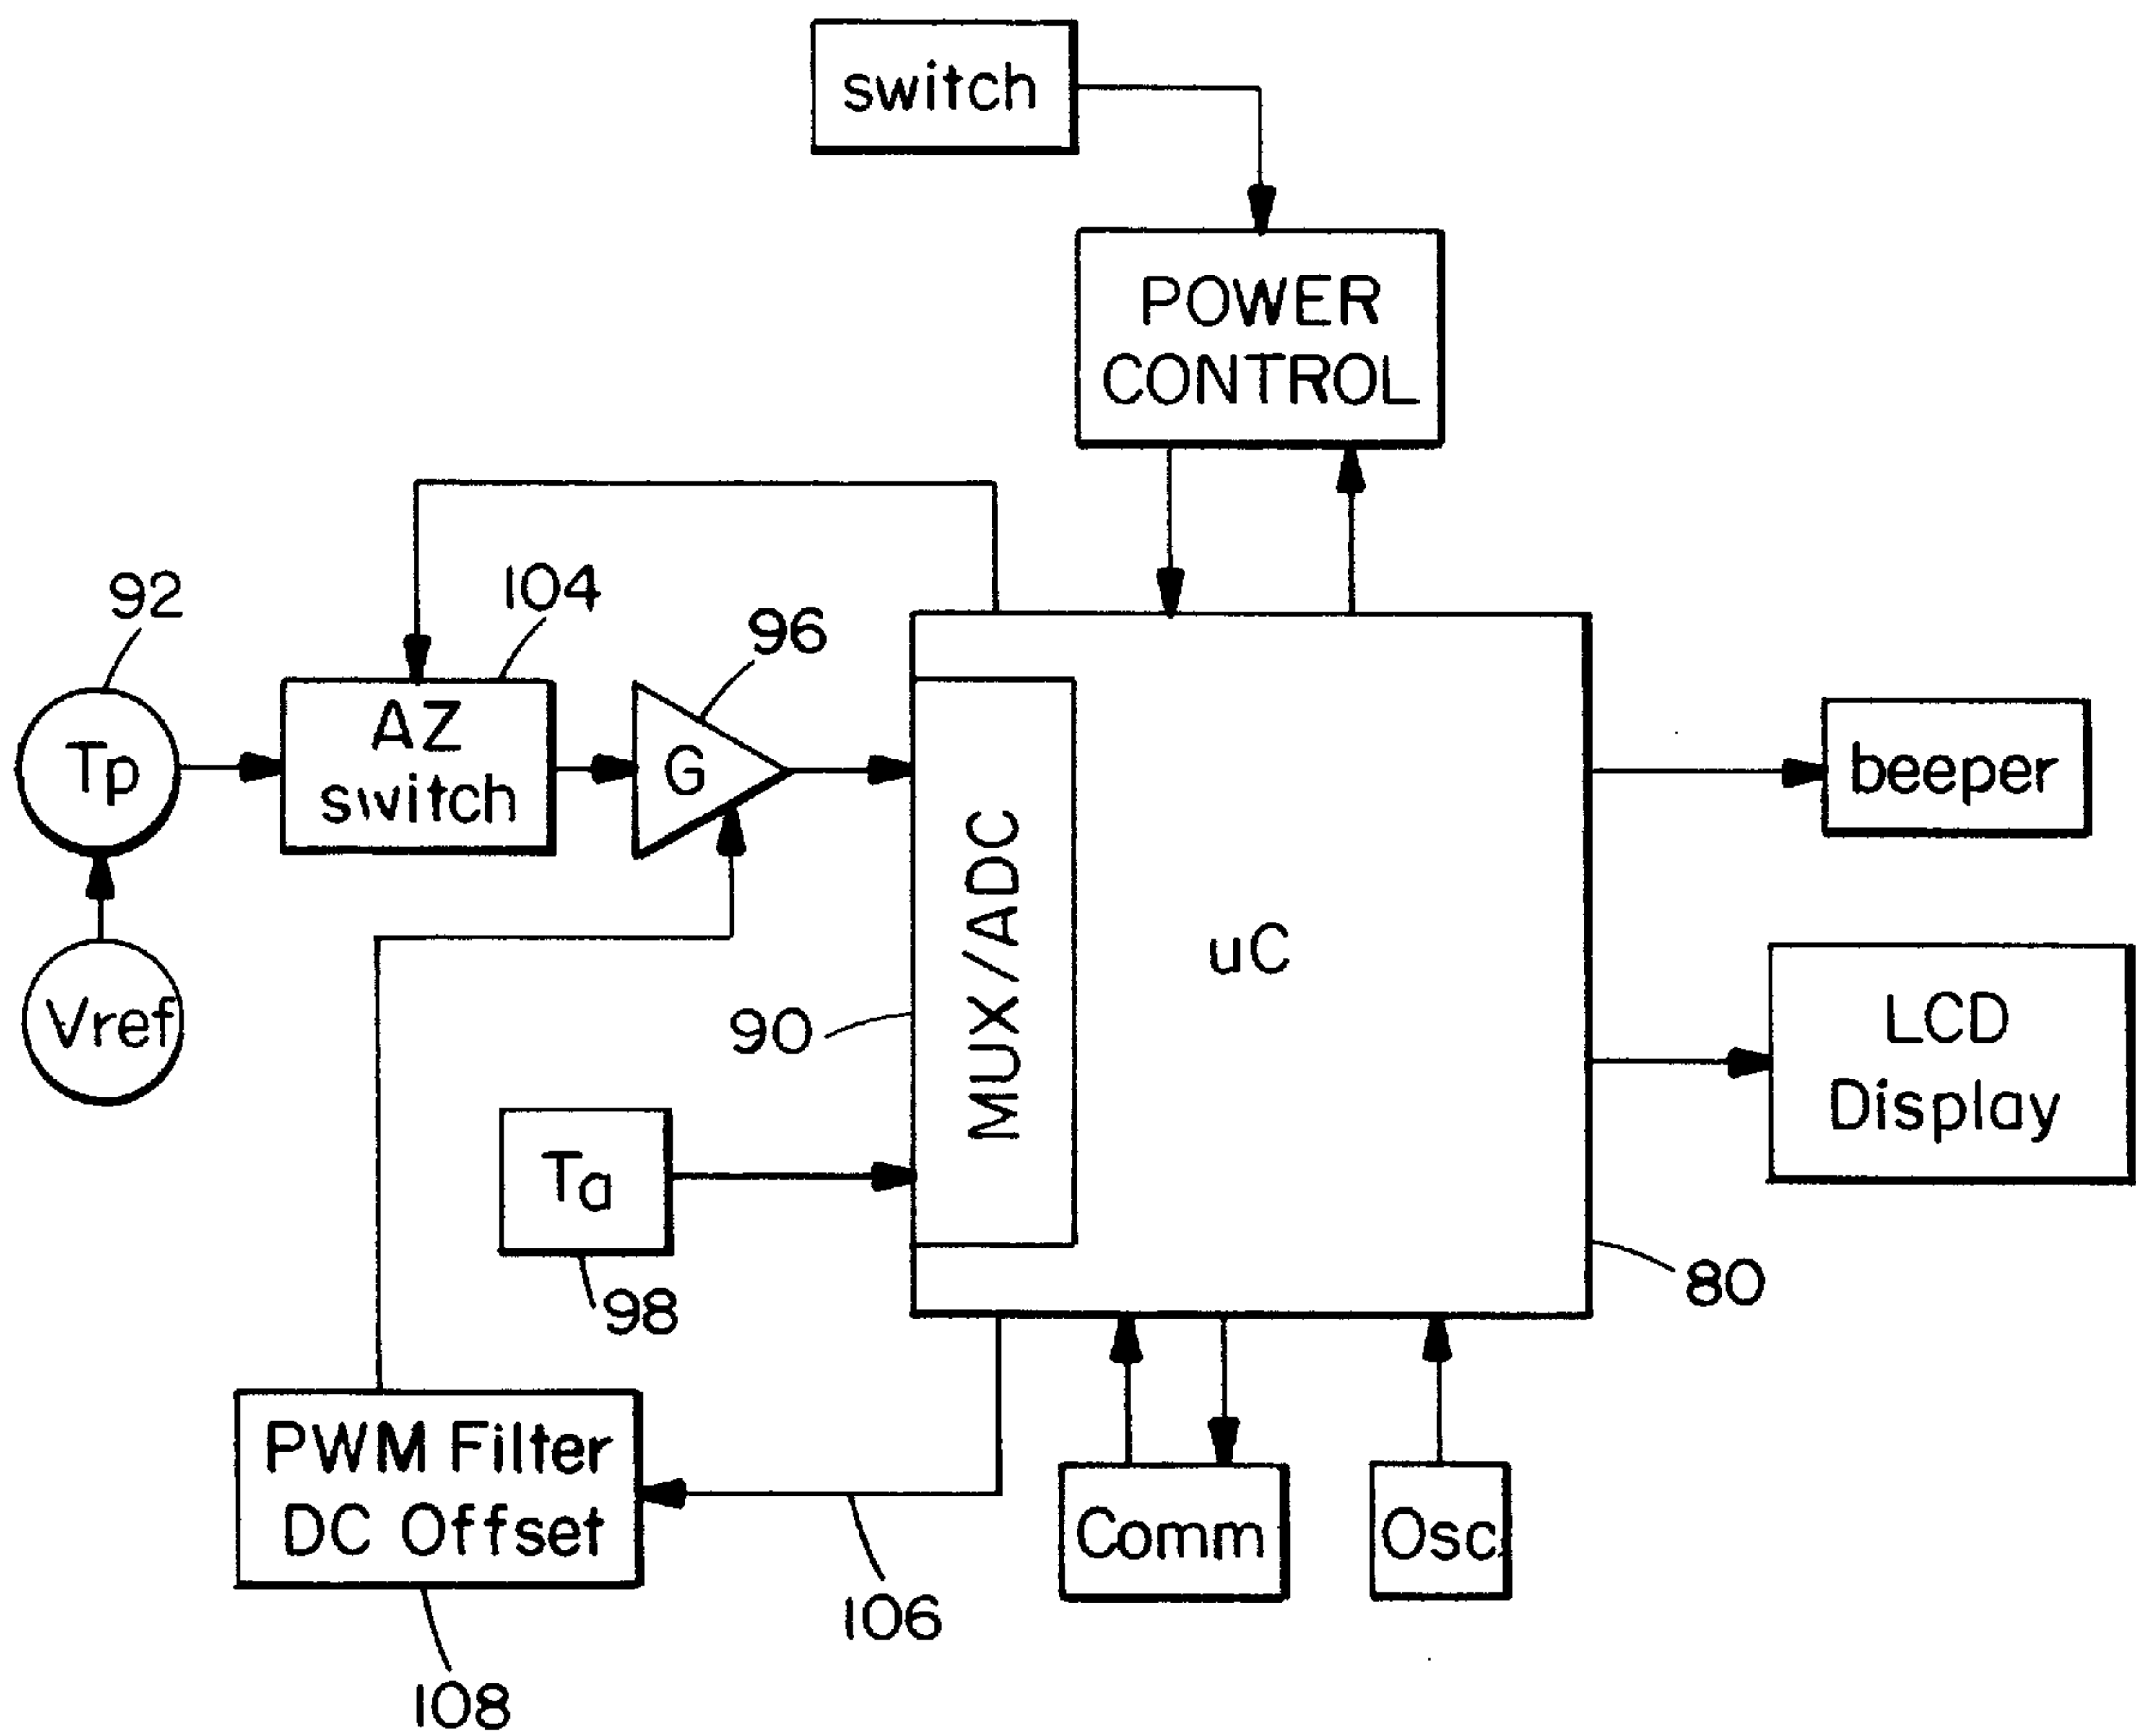 switch
POWER
CONTROL
92
104
96
Tp
AZ
switch
G
beeper
MUX/ADC
uC
Vref
90
LCD
Display
Ta
98
80
PWM Filter
DC Offset
Comm
Osc.
106
108